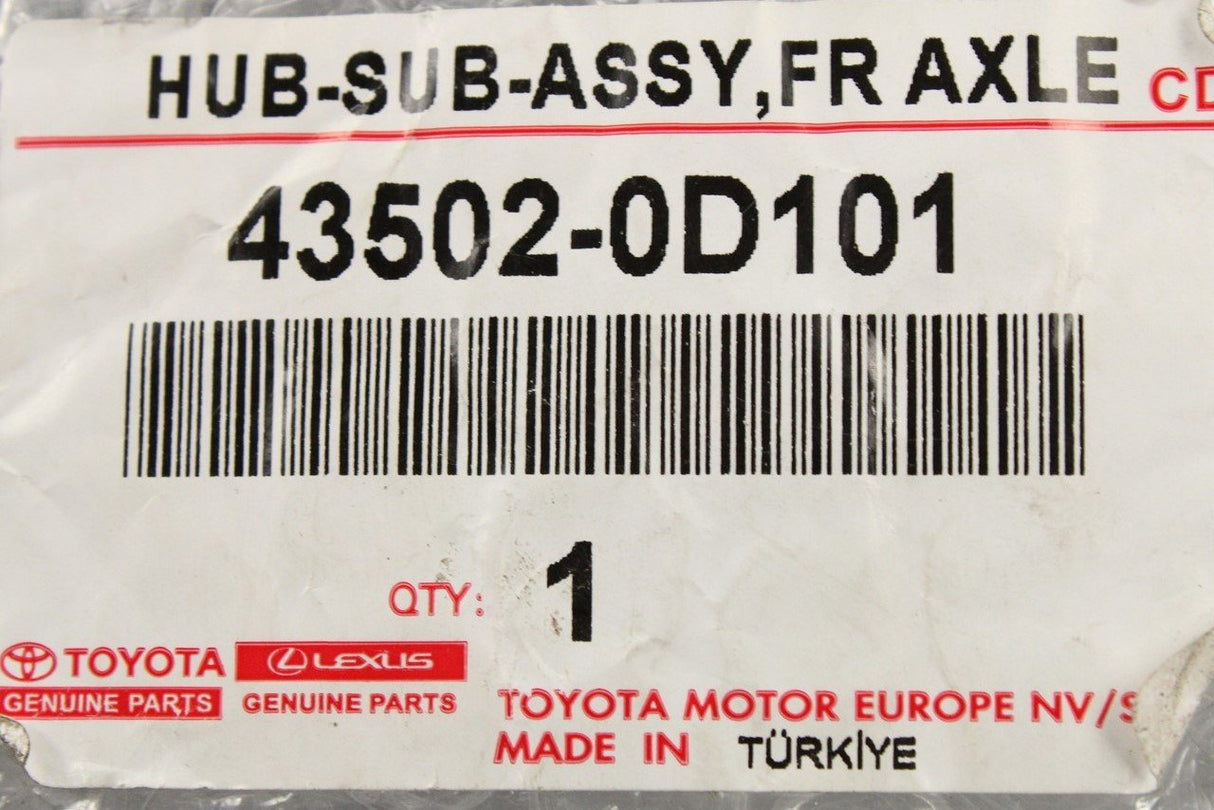 HUB-SUB-ASSY,FR AXLE
43502-0D101
QTY: 1
TOYOTA LEXUS
GENUINE PARTS GENUINE PARTS
TOYOTA MOTOR EUROPE
MADE IN TÜRKİYE